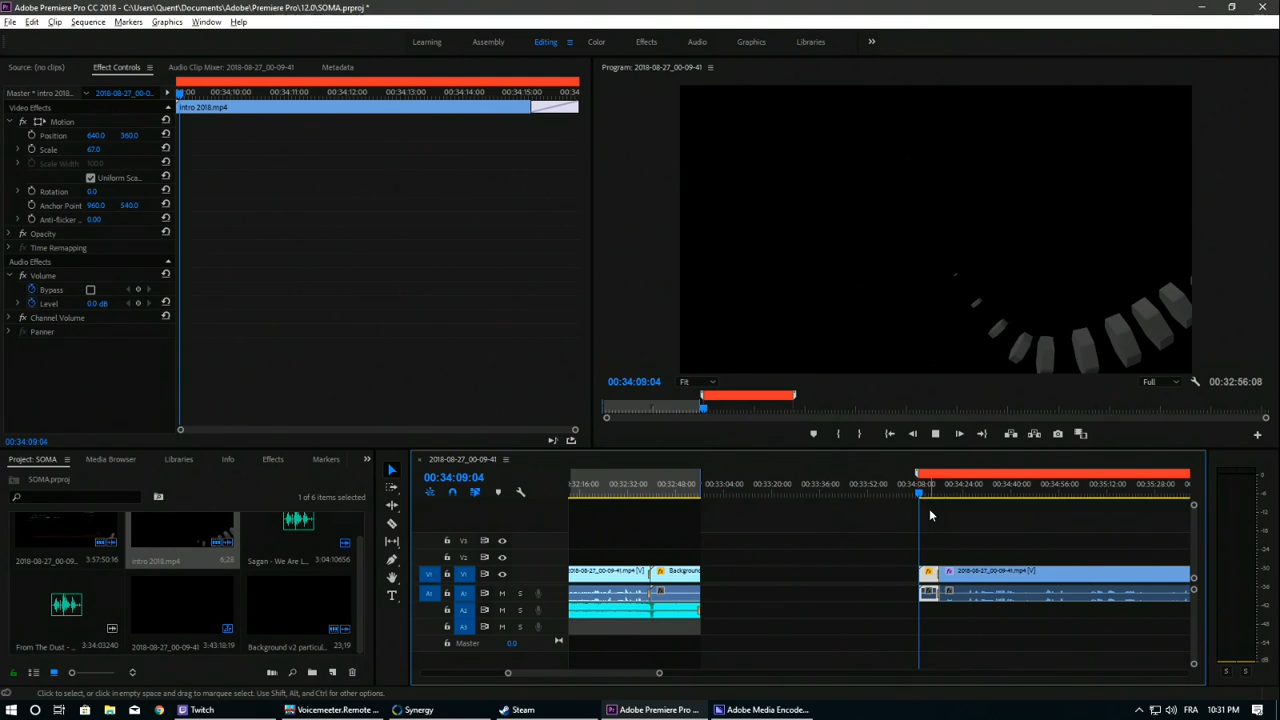 Adobe Premiere Pro CC 2018 - C:\Users\Quent\Documents\Adobe\Premiere Pro\12.0\SOMA.prproj *
File Edit Clip Sequence Markers Graphics Window Help
Learning Assembly Editing Color Effects Audio Graphics Libraries
Source: (no clips) Effect Controls Audio Clip Mixer: 2018-08-27_00-09-41 Metadata
Program: 2018-08-27_00-09-41
Master * intro 2018... 2018-08-27_00-0...
:00 00:34:10:00 00:34:11:00 00:34:12:00 00:34:13:00 00:34:14:00 00:34:15:00 00:34
intro 2018.mp4
Video Effects
fx Motion
Position 640.0 360.0
Scale 67.0
Scale Width 100.0
Uniform Sca...
Rotation 0.0
Anchor Point 960.0 540.0
Anti-flicker ... 0.00
fx Opacity
fx Time Remapping
Audio Effects
fx Volume
Bypass
Level 0.0 dB
fx Channel Volume
fx Panner
00:34:09:04
00:34:09:04 Fit Full 00:32:56:08
Project: SOMA Media Browser Libraries Info Effects Markers
SOMA.prproj
1 of 6 items selected
2018-08-27_00-09... 3:57:50:16
intro 2018.mp4 6;28
Sagan - We Are I... 3:04:10656
From The Dust - ... 3:34:03240
2018-08-27_00-09-41 3:43:18:19
Background v2 particul... 23;19
2018-08-27_00-09-41
00:34:09:04
0:32:16:00 00:32:32:00 00:32:48:00 00:33:04:00 00:33:20:00 00:33:36:00 00:33:52:00 00:34:08:00 00:34:24:00 00:34:40:00 00:34:56:00 00:35:12:00 00:35:28:00
V3
V2
V1 V1
2018-08-27_00-09-41.mp4 [V] Background
2018-08-27_00-09-41.mp4 [V]
A1 A1 M S
A2 M S
A3 M S
Master 0.0
S S
Click to select, or click in empty space and drag to marquee select. Use Shift, Alt, and Ctrl for other options.
Twitch Voicemeeter.Remote ... Synergy Steam Adobe Premiere Pro ... Adobe Media Encode... FR 10:31 PM